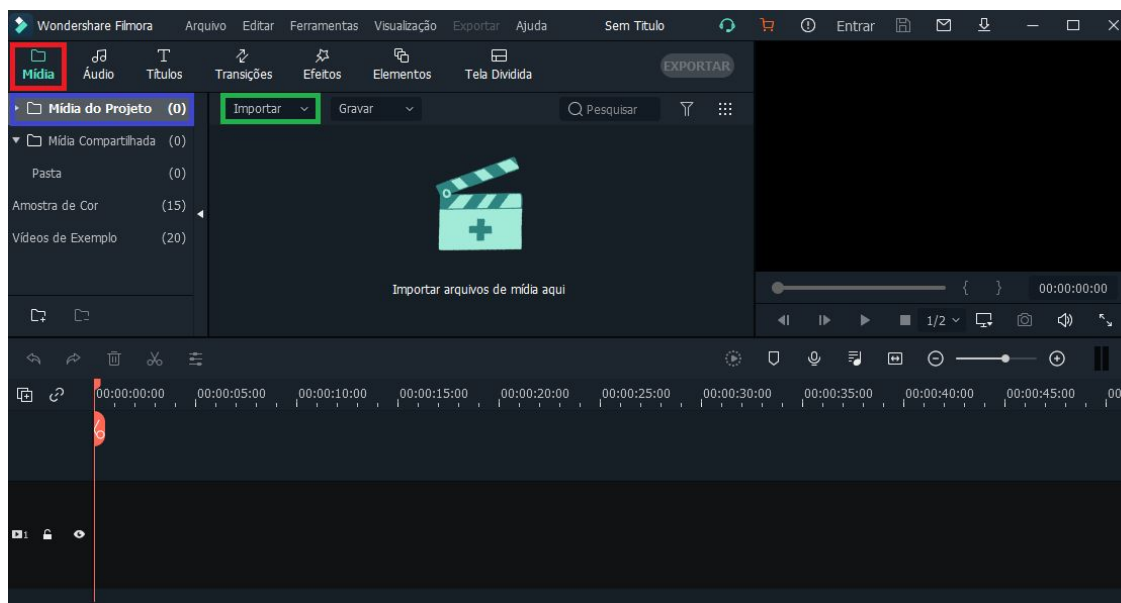 Wondershare Filmora Arquivo Editar Ferramentas Visualização Exportar Ajuda Sem Título Entrar
Mídia Áudio Títulos Transições Efeitos Elementos Tela Dividida EXPORTAR
Mídia do Projeto (0) Importar Gravar Pesquisar
Mídia Compartilhada (0)
Pasta (0)
Amostra de Cor (15)
Vídeos de Exemplo (20)
Importar arquivos de mídia aqui
{ } 00:00:00:00
1/2
00:00:00:00 00:00:05:00 00:00:10:00 00:00:15:00 00:00:20:00 00:00:25:00 00:00:30:00 00:00:35:00 00:00:40:00 00:00:45:00 00
1